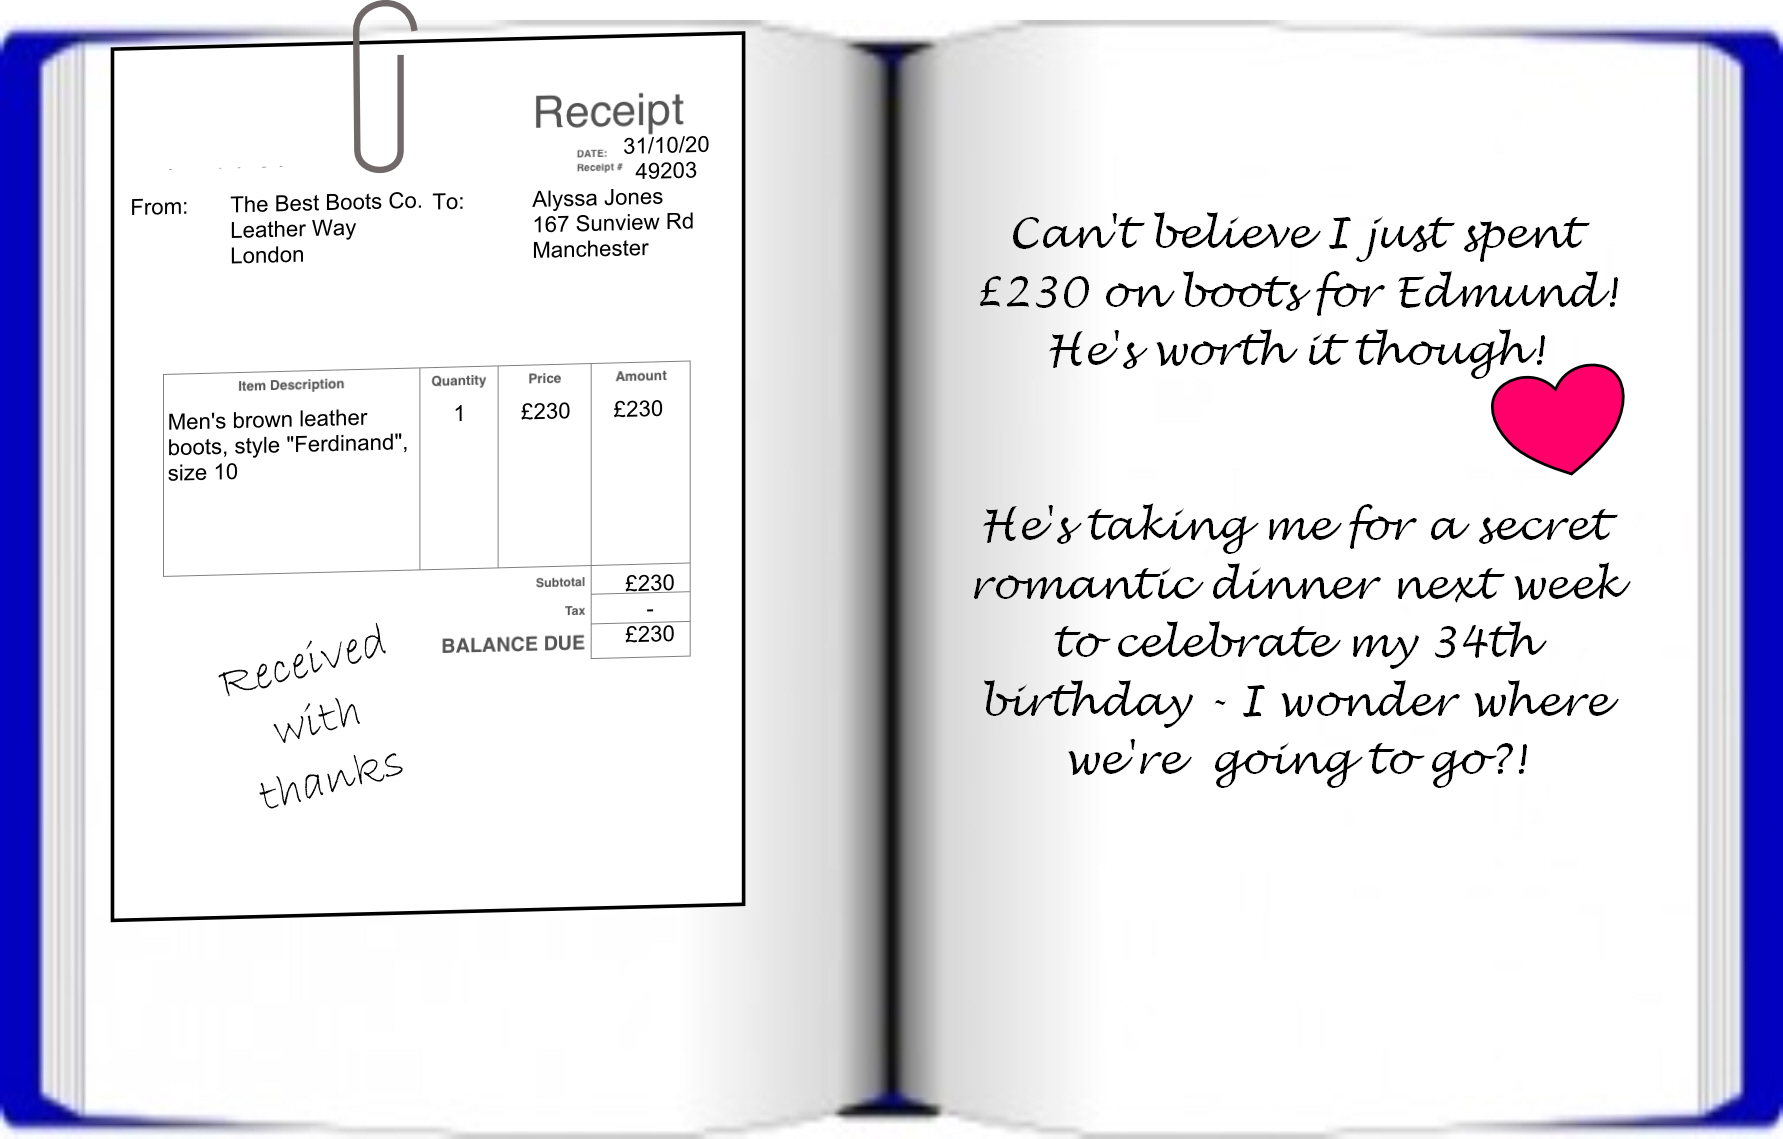 Receipt
DATE: 31/10/20
Receipt # 49203
From: The Best Boots Co. To: Alyssa Jones
Leather Way 167 Sunview Rd
London Manchester
Item Description Quantity Price Amount
Men's brown leather 1 £230 £230
boots, style "Ferdinand",
size 10
Subtotal £230
Tax -
BALANCE DUE £230
Received
with
thanks
Can't believe I just spent
£230 on boots for Edmund!
He's worth it though!
He's taking me for a secret
romantic dinner next week
to celebrate my 34th
birthday - I wonder where
we're going to go?!